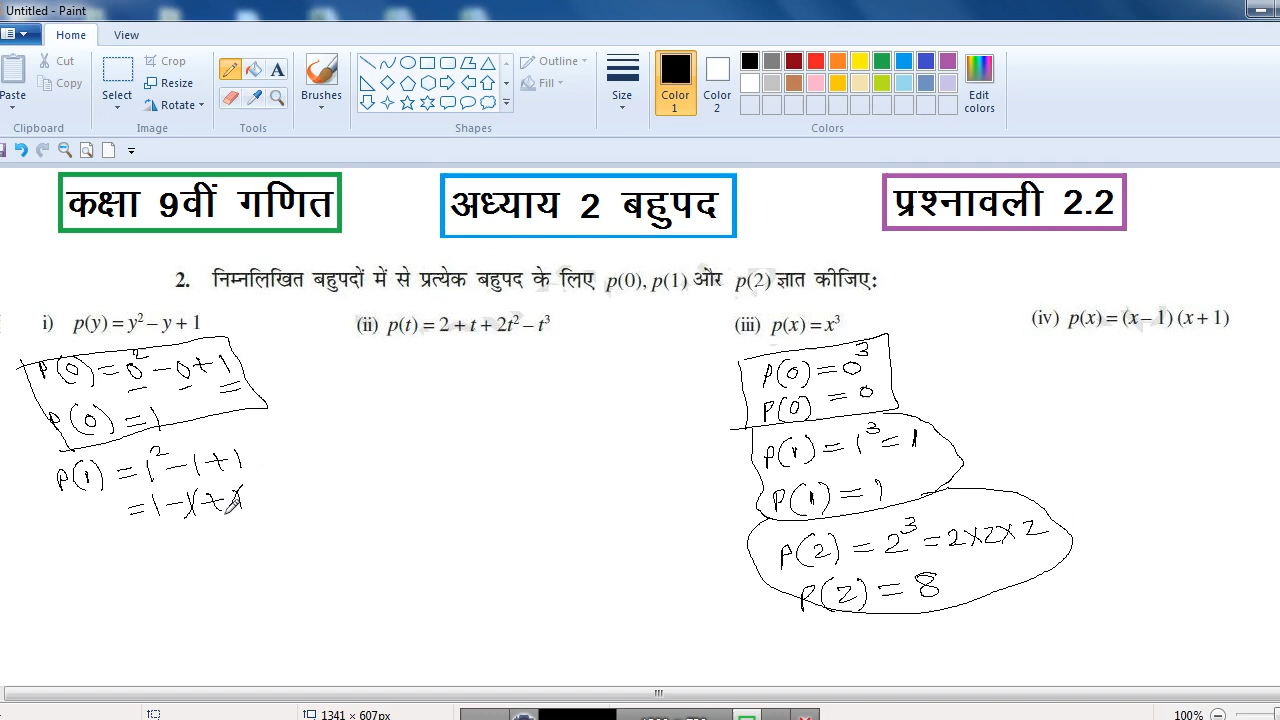 Untitled - Paint
Home View
Paste Cut Copy Select Crop Resize Rotate Brushes Outline Fill Size Color 1 Color 2 Edit colors
Clipboard Image Tools Shapes Colors
कक्षा 9वीं गणित
अध्याय 2 बहुपद
प्रश्नावली 2.2
2. निम्नलिखित बहुपदों में से प्रत्येक बहुपद के लिए p(0), p(1) और p(2) ज्ञात कीजिए:
i) p(y) = y² – y + 1
(ii) p(t) = 2 + t + 2t² – t³
(iii) p(x) = x³
(iv) p(x) = (x – 1) (x + 1)
P(0) = 0² – 0 + 1
P(0) = 1
P(1) = 1² – 1 + 1
= 1 – 1 + 1
P(0) = 0³
P(0) = 0
P(1) = 1³ = 1
P(1) = 1
P(2) = 2³ = 2×2×2
P(2) = 8
1341 × 607px
100%